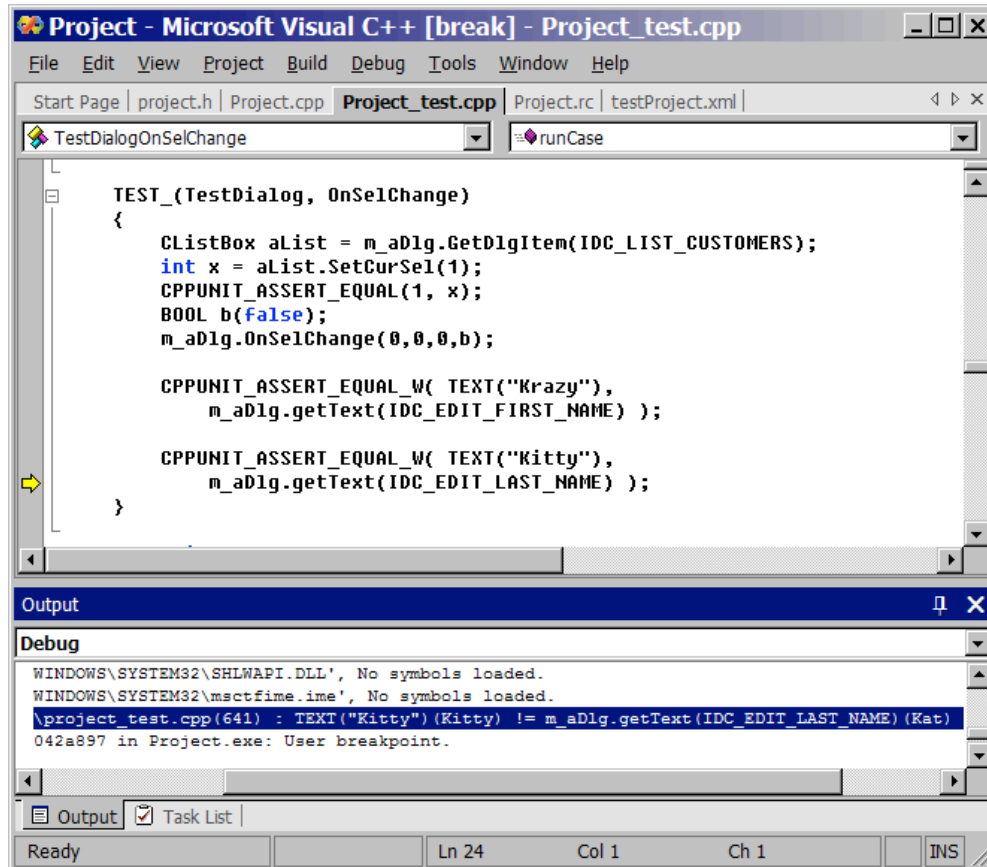 Project - Microsoft Visual C++ [break] - Project_test.cpp
File Edit View Project Build Debug Tools Window Help
Start Page project.h Project.cpp Project_test.cpp Project.rc testProject.xml
TestDialogOnSelChange runCase
TEST_(TestDialog, OnSelChange)
{
CListBox aList = m_aDlg.GetDlgItem(IDC_LIST_CUSTOMERS);
int x = aList.SetCurSel(1);
CPPUNIT_ASSERT_EQUAL(1, x);
BOOL b(false);
m_aDlg.OnSelChange(0,0,0,b);
CPPUNIT_ASSERT_EQUAL_W( TEXT("Krazy"),
m_aDlg.getText(IDC_EDIT_FIRST_NAME) );
CPPUNIT_ASSERT_EQUAL_W( TEXT("Kitty"),
m_aDlg.getText(IDC_EDIT_LAST_NAME) );
}
Output
Debug
WINDOWS\SYSTEM32\SHLWAPI.DLL', No symbols loaded.
WINDOWS\SYSTEM32\msctfime.ime', No symbols loaded.
\project_test.cpp(641) : TEXT("Kitty")(Kitty) != m_aDlg.getText(IDC_EDIT_LAST_NAME)(Kat)
042a897 in Project.exe: User breakpoint.
Output Task List
Ready Ln 24 Col 1 Ch 1 INS